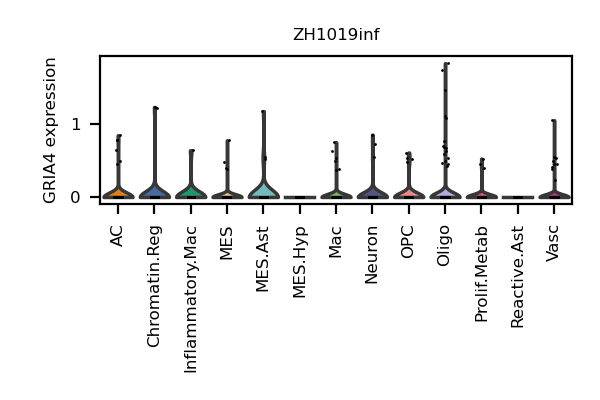 ZH1019inf
GRIA4 expression
1
0
AC
Chromatin.Reg
Inflammatory.Mac
MES
MES.Ast
MES.Hyp
Mac
Neuron
OPC
Oligo
Prolif.Metab
Reactive.Ast
Vasc